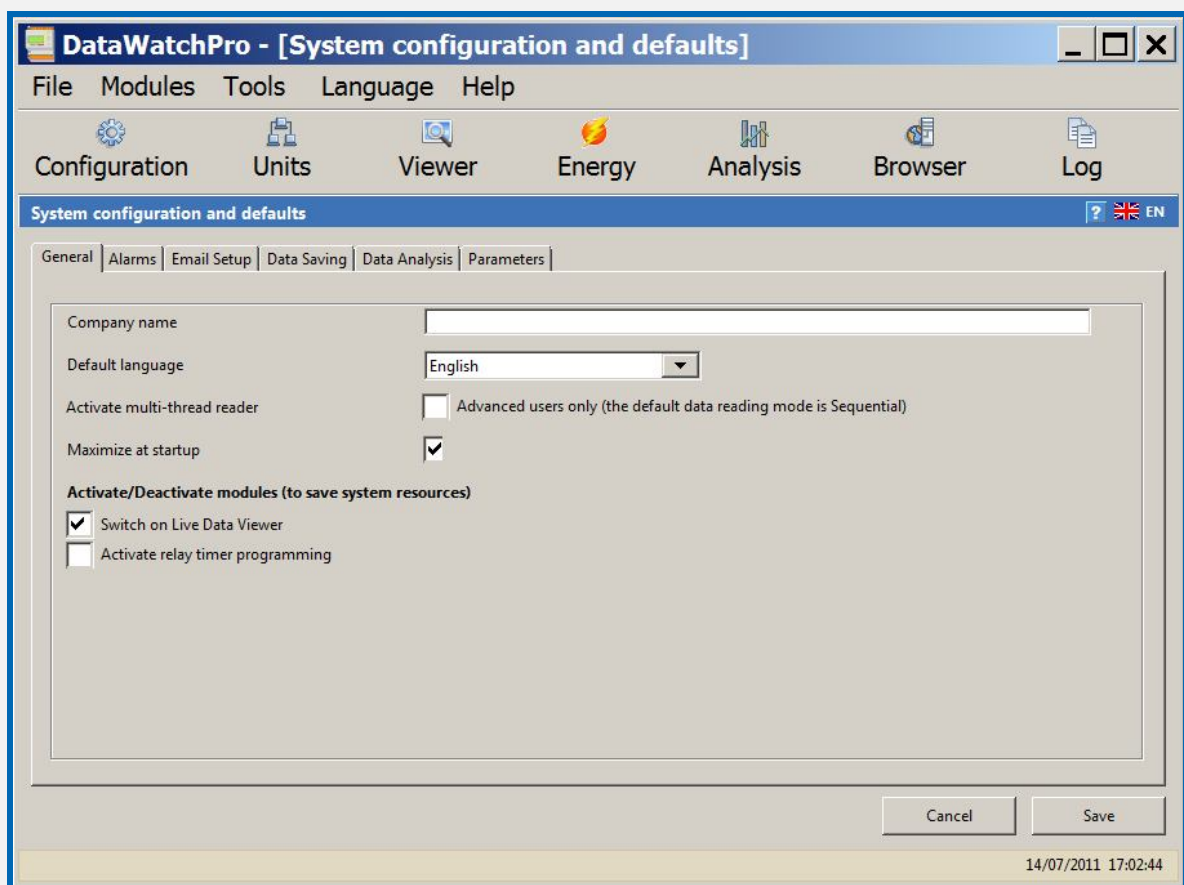 DataWatchPro - [System configuration and defaults]
File Modules Tools Language Help
Configuration Units Viewer Energy Analysis Browser Log
System configuration and defaults ? EN
General Alarms Email Setup Data Saving Data Analysis Parameters
Company name
Default language English
Activate multi-thread reader Advanced users only (the default data reading mode is Sequential)
Maximize at startup
Activate/Deactivate modules (to save system resources)
Switch on Live Data Viewer
Activate relay timer programming
Cancel Save
14/07/2011 17:02:44